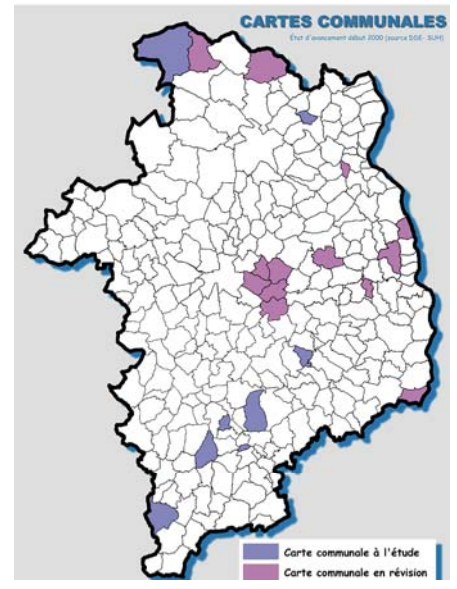 CARTES COMMUNALES
État d'avancement début 2000 (source DDE- SUH)
Carte communale à l'étude
Carte communale en révision